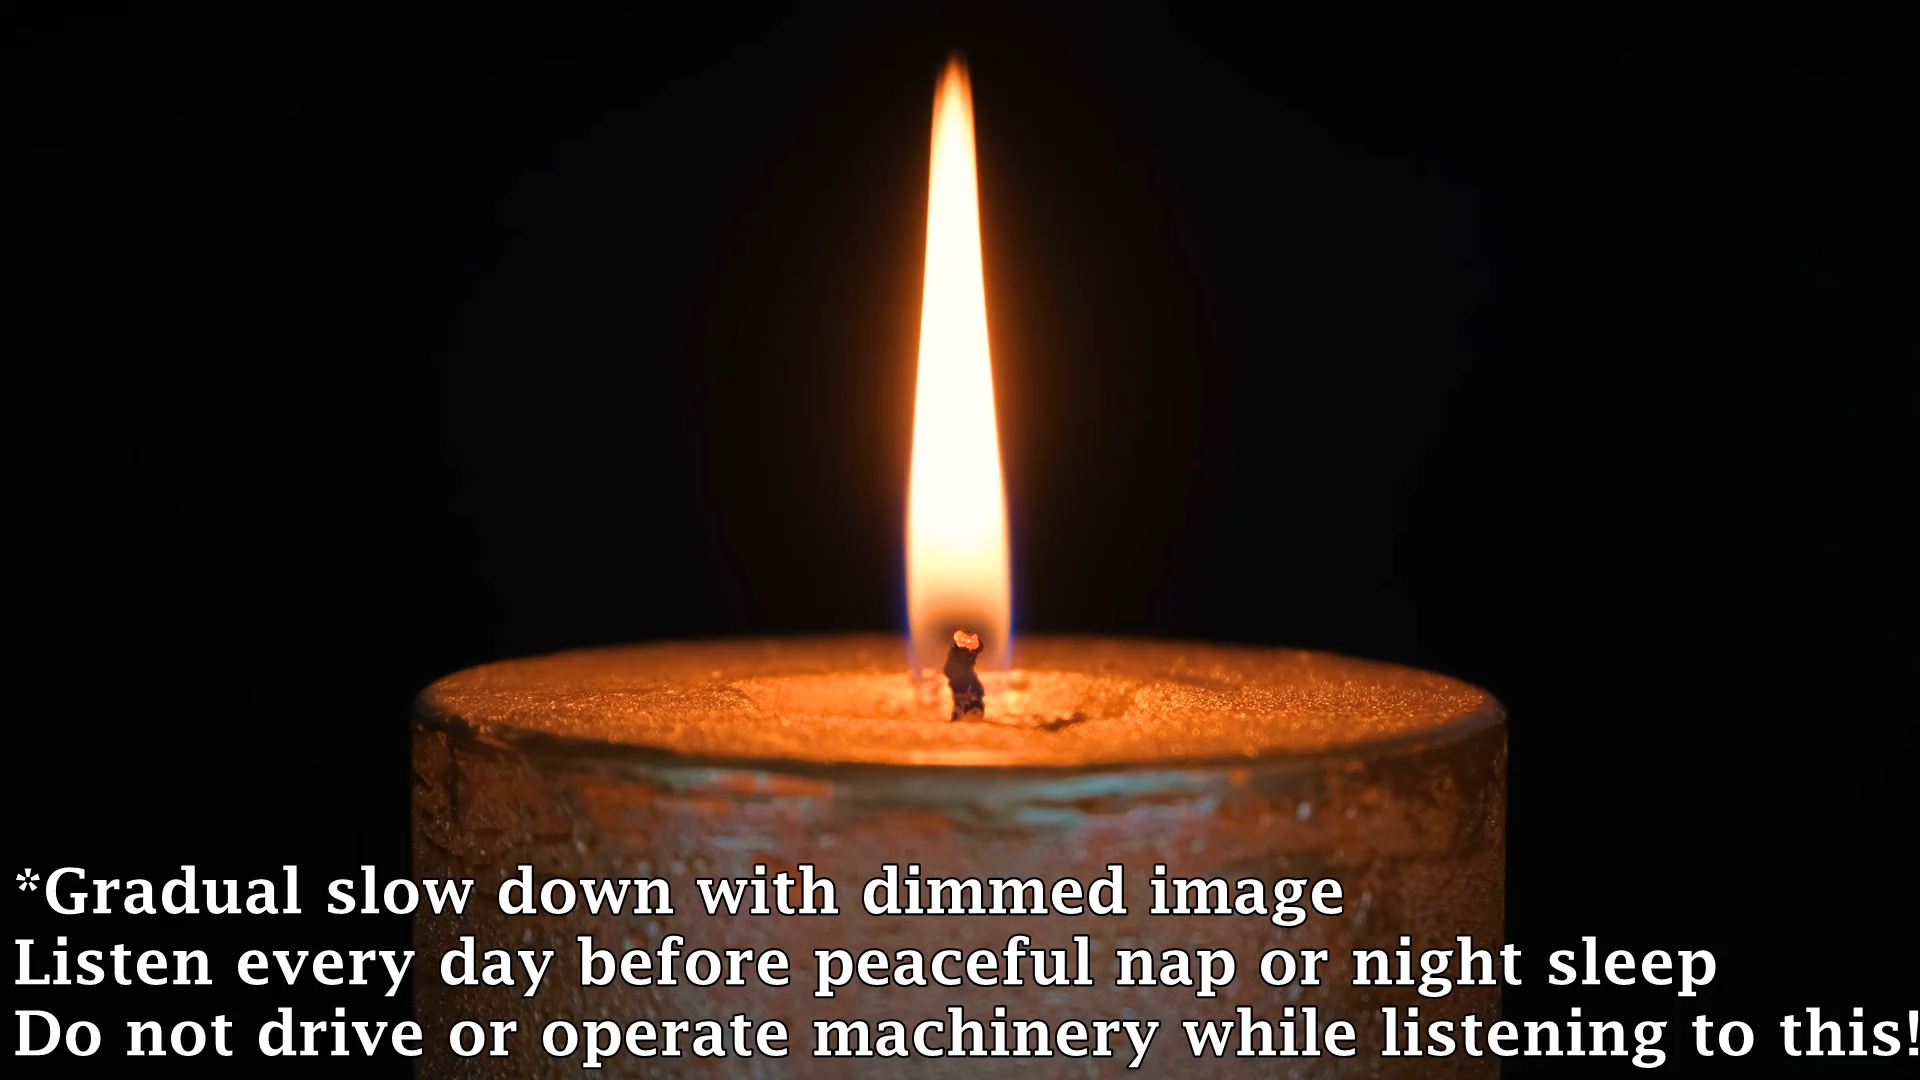 *Gradual slow down with dimmed image
Listen every day before peaceful nap or night sleep
Do not drive or operate machinery while listening to this!